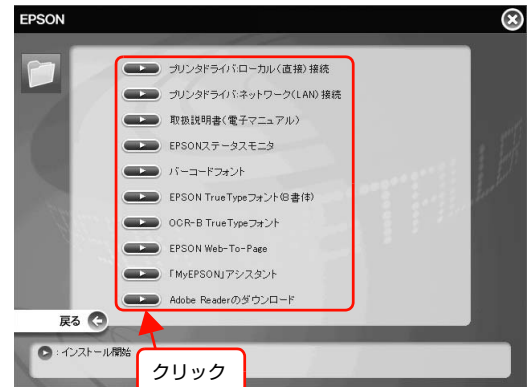 EPSON
プリンタドライバ:ローカル(直接)接続
プリンタドライバ:ネットワーク(LAN)接続
取扱説明書(電子マニュアル)
EPSONステータスモニタ
バーコードフォント
EPSON TrueTypeフォント(8書体)
OCR-B TrueTypeフォント
EPSON Web-To-Page
「MyEPSON」アシスタント
Adobe Readerのダウンロード
戻る
:インストール開始
クリック